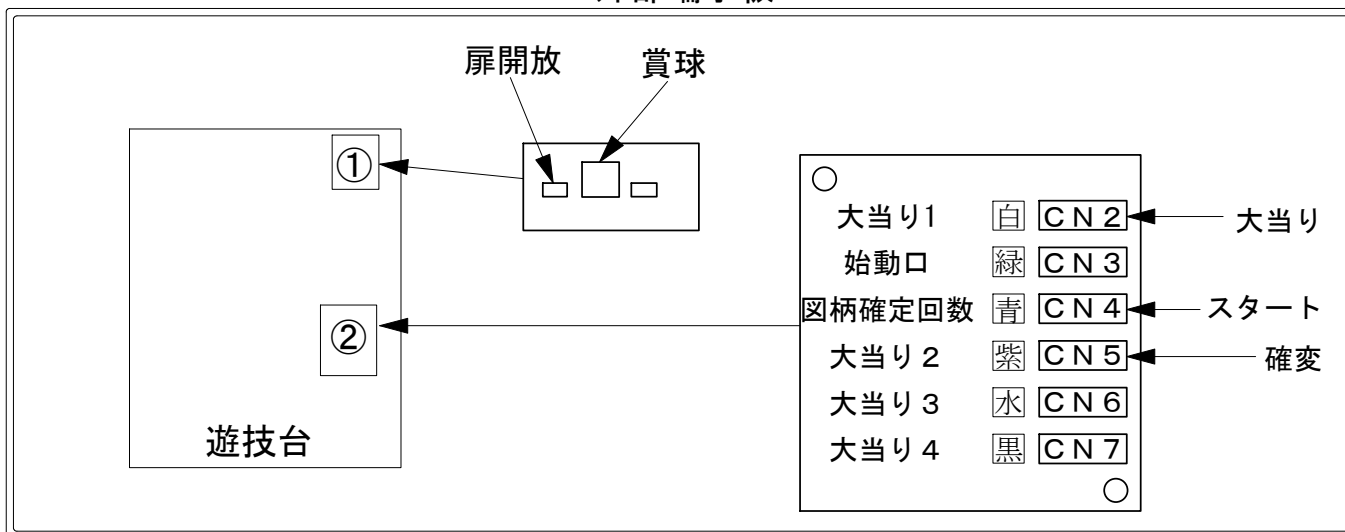 扉開放
賞球
①
②
遊技台
大当り1 白 CN2 大当り
始動口 緑 CN3
図柄確定回数 青 CN4 スタート
大当り2 紫 CN5 確変
大当り3 水 CN6
大当り4 黒 CN7